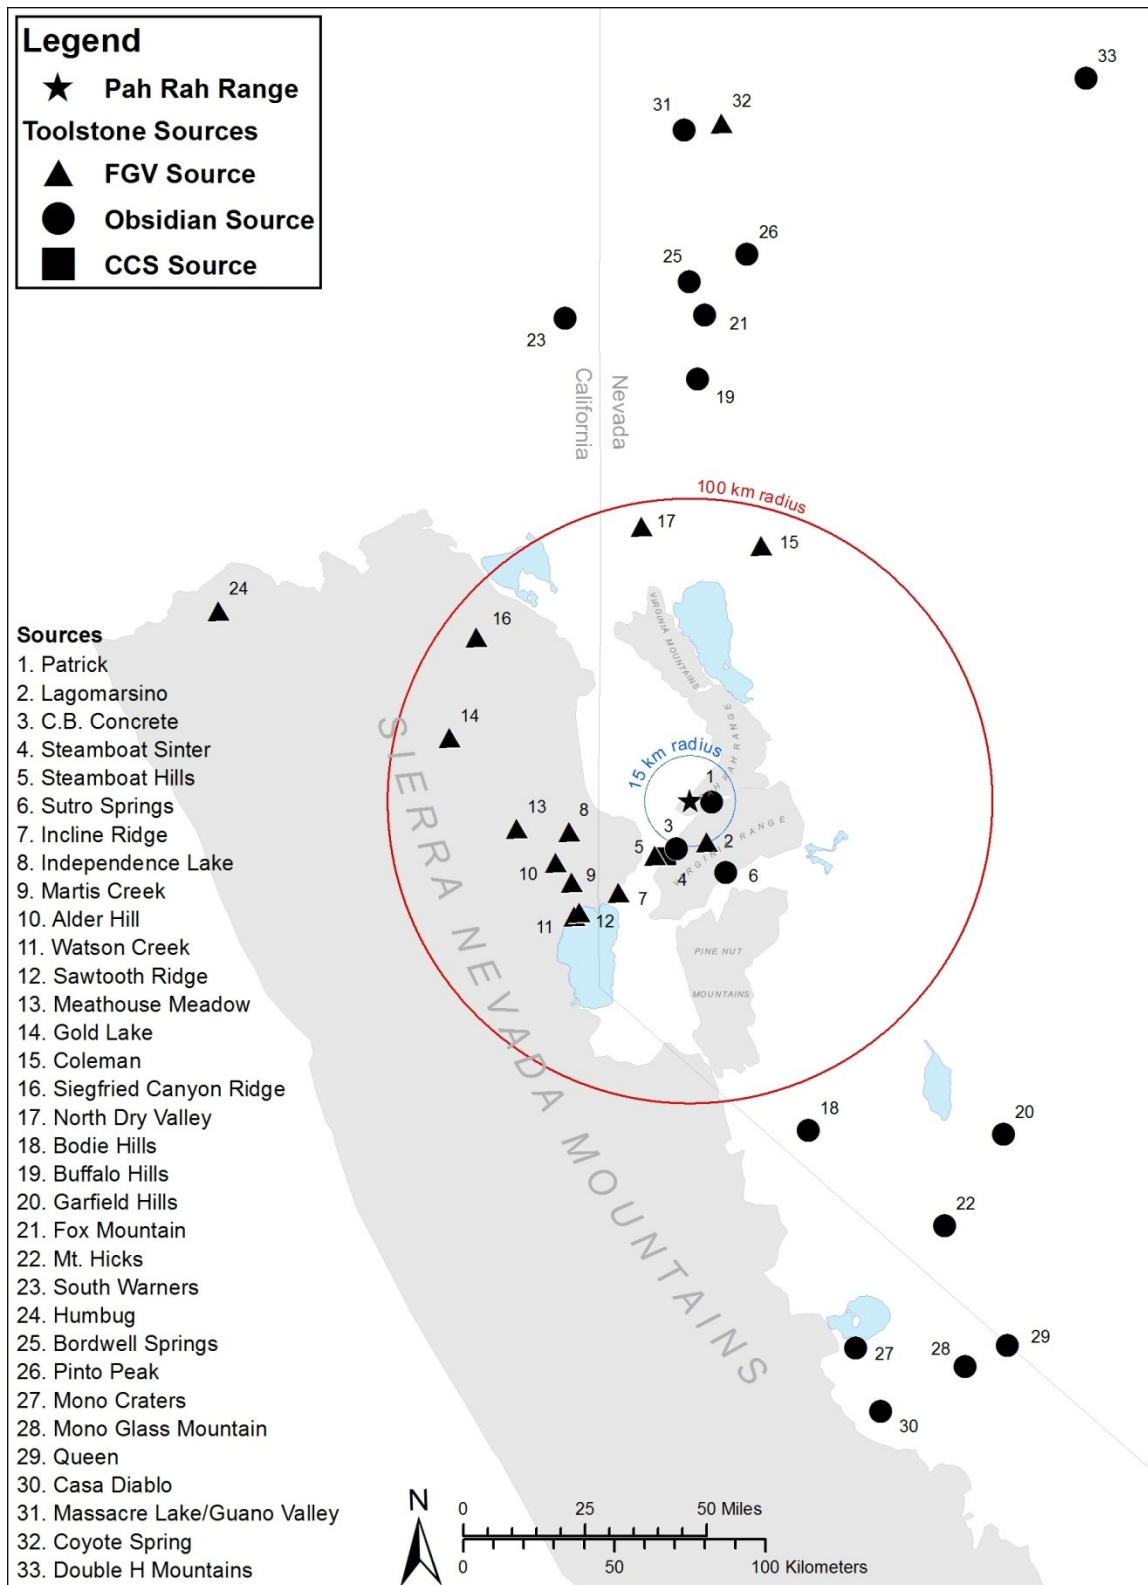 Legend
Pah Rah Range
Toolstone Sources
FGV Source
Obsidian Source
CCS Source
33
31
32
26
25
21
23
19
California
Nevada
100 km radius
17
15
24
16
VIRGINIA MOUNTAINS
14
PAH RAH RANGE
15 km radius
1
13
8
3
2
VIRGINIA RANGE
5
10
9
4
6
7
11
12
PINE NUT
MOUNTAINS
SIERRA NEVADA MOUNTAINS
18
20
22
29
27
28
30
Sources
1. Patrick
2. Lagomarsino
3. C.B. Concrete
4. Steamboat Sinter
5. Steamboat Hills
6. Sutro Springs
7. Incline Ridge
8. Independence Lake
9. Martis Creek
10. Alder Hill
11. Watson Creek
12. Sawtooth Ridge
13. Meathouse Meadow
14. Gold Lake
15. Coleman
16. Siegfried Canyon Ridge
17. North Dry Valley
18. Bodie Hills
19. Buffalo Hills
20. Garfield Hills
21. Fox Mountain
22. Mt. Hicks
23. South Warners
24. Humbug
25. Bordwell Springs
26. Pinto Peak
27. Mono Craters
28. Mono Glass Mountain
29. Queen
30. Casa Diablo
31. Massacre Lake/Guano Valley
32. Coyote Spring
33. Double H Mountains
N
0 25 50 Miles
0 50 100 Kilometers